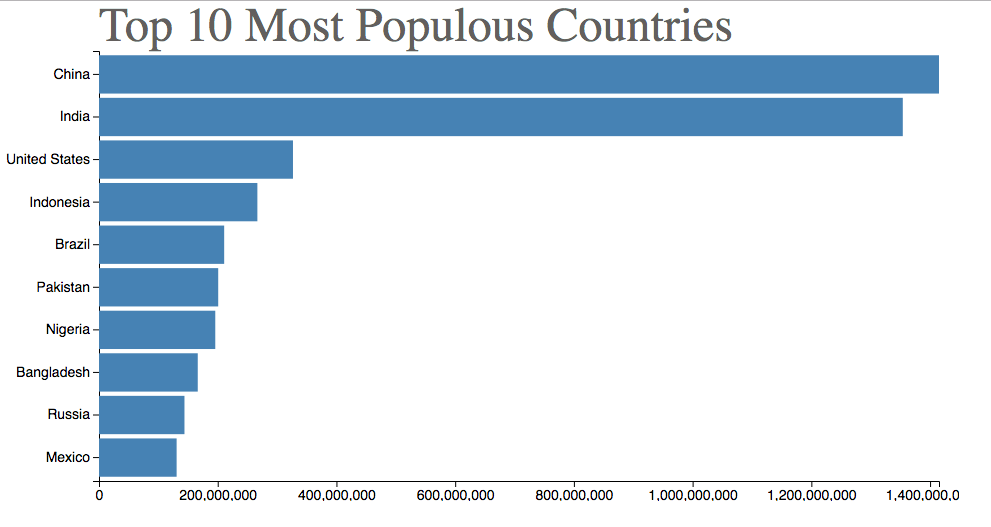 Top 10 Most Populous Countries
China
India
United States
Indonesia
Brazil
Pakistan
Nigeria
Bangladesh
Russia
Mexico
0 200,000,000 400,000,000 600,000,000 800,000,000 1,000,000,000 1,200,000,000 1,400,000,0